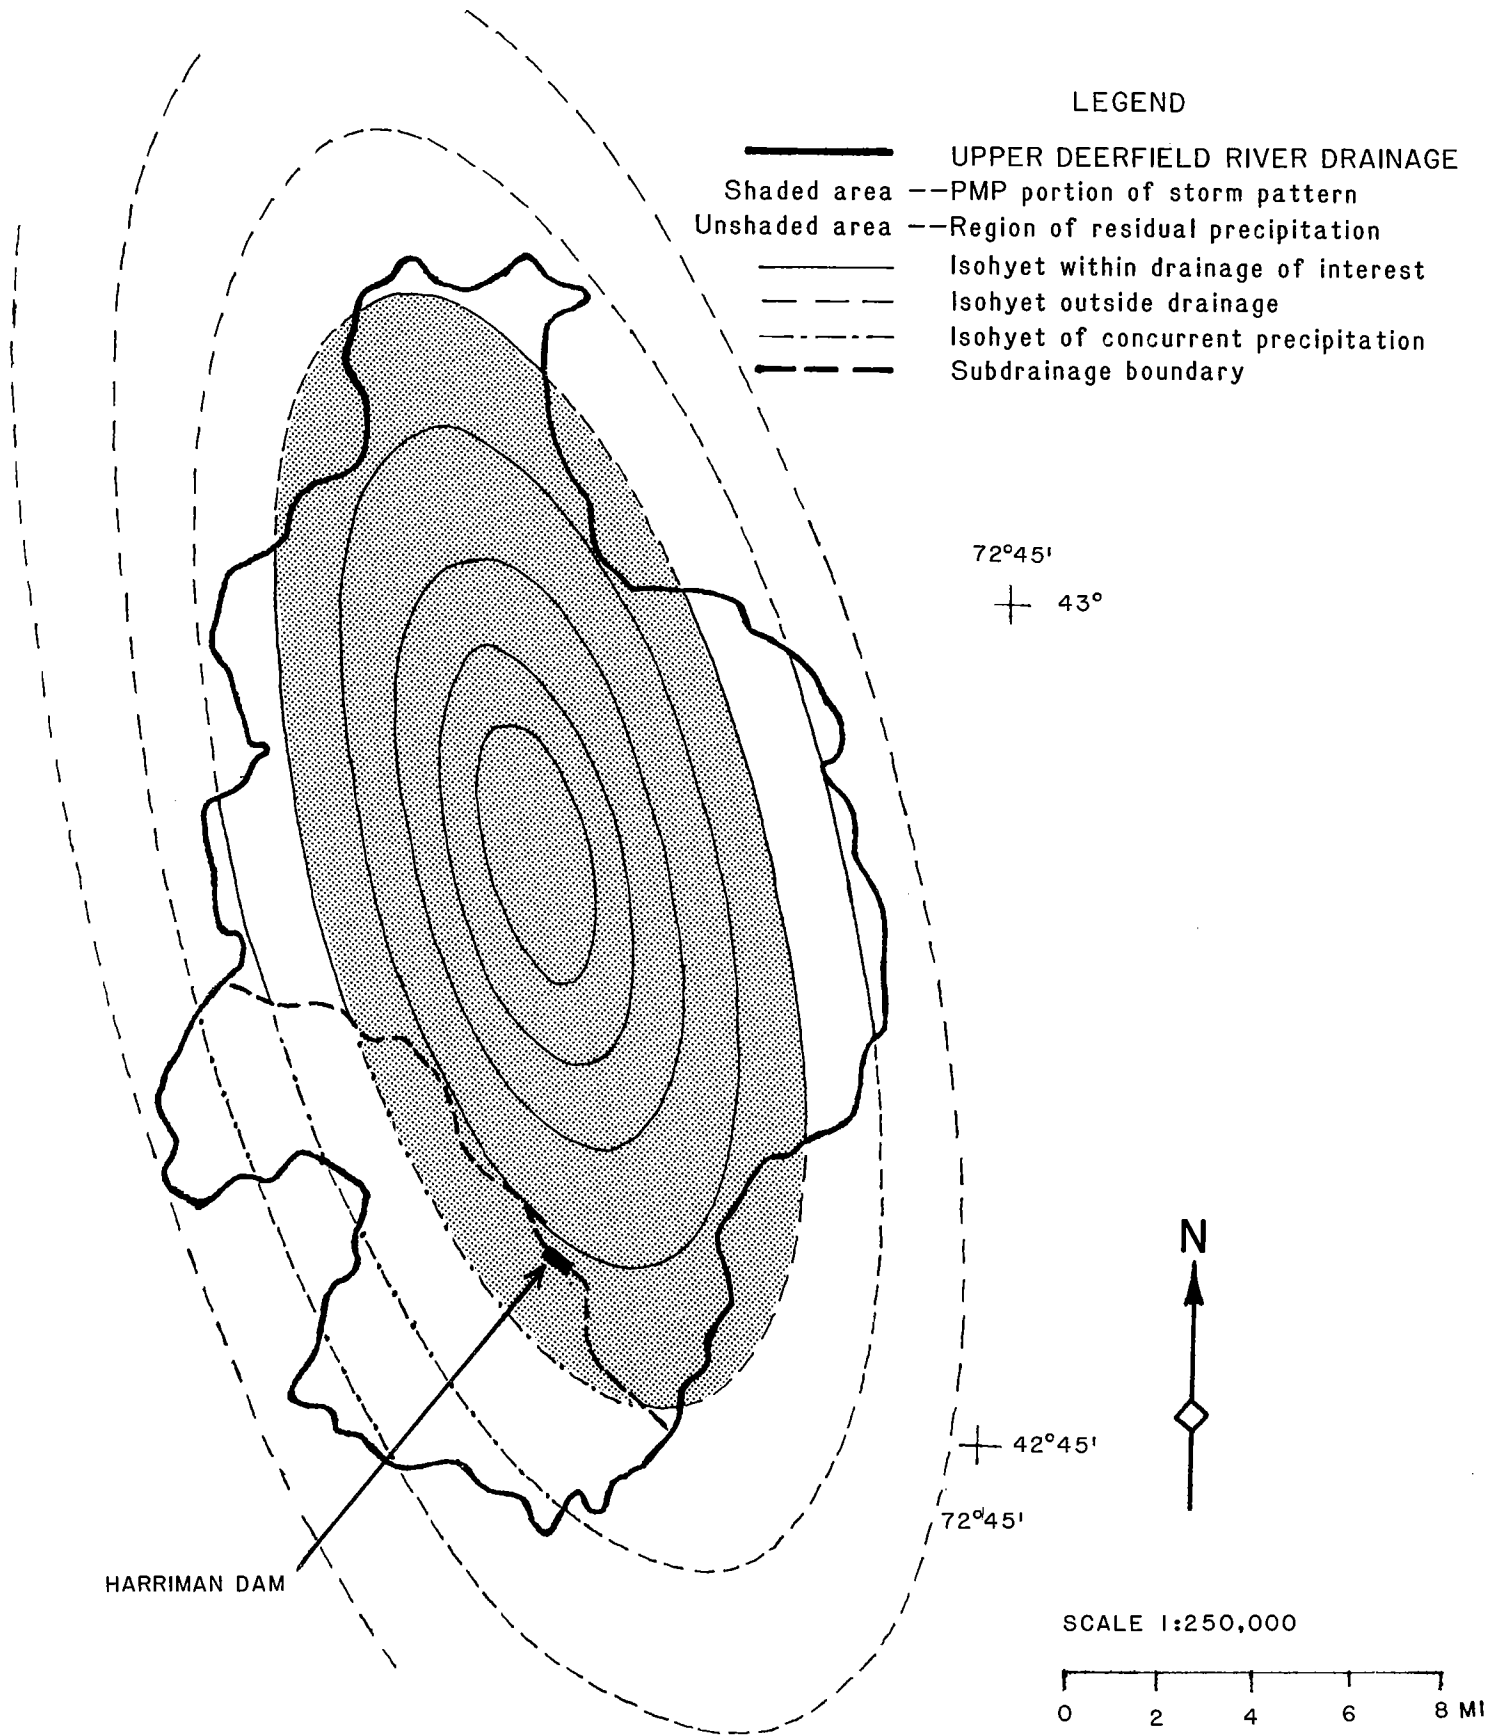 LEGEND
UPPER DEERFIELD RIVER DRAINAGE
Shaded area --PMP portion of storm pattern
Unshaded area --Region of residual precipitation
Isohyet within drainage of interest
Isohyet outside drainage
Isohyet of concurrent precipitation
Subdrainage boundary
72°45'
43°
N
42°45'
72°45'
HARRIMAN DAM
SCALE 1:250,000
0 2 4 6 8 MI